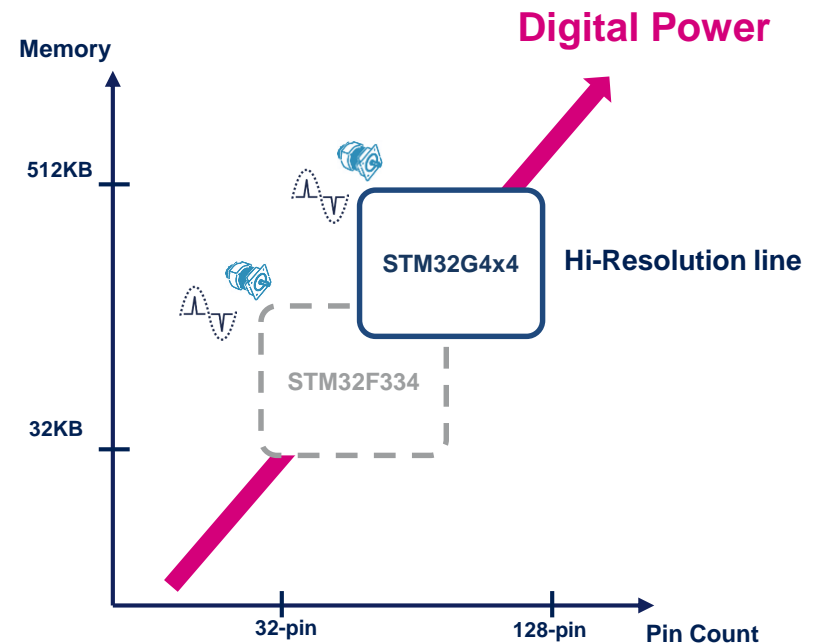 Digital Power
Memory
512KB
STM32G4x4
Hi-Resolution line
STM32F334
32KB
32-pin
128-pin
Pin Count